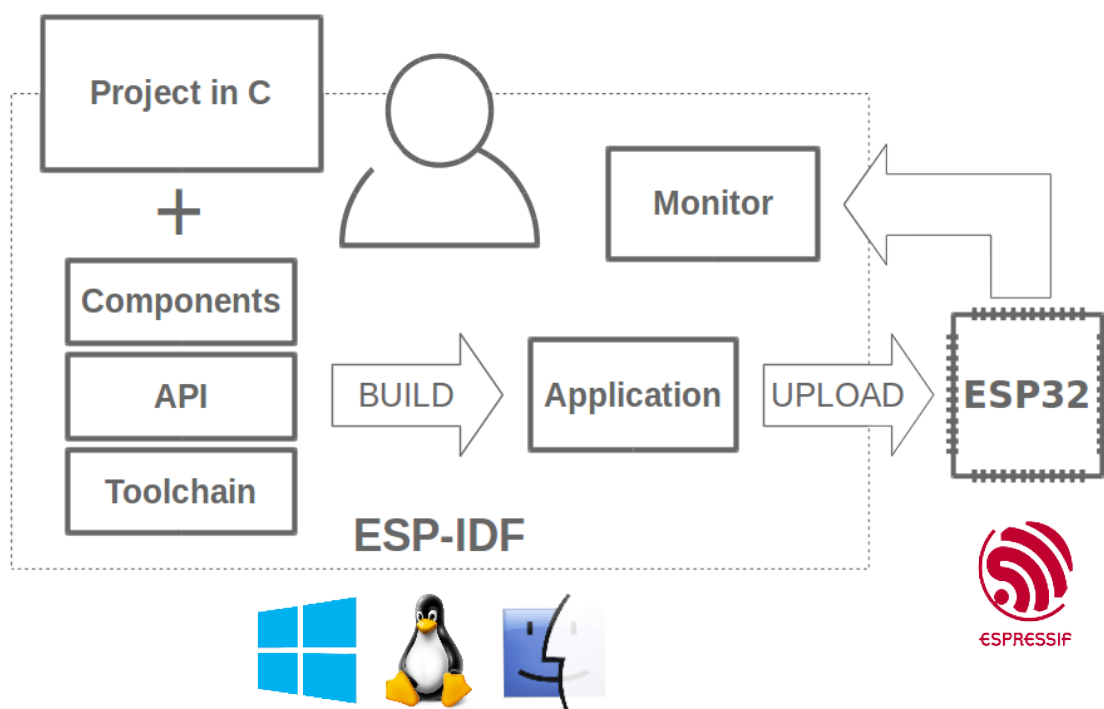 Project in C
+
Monitor
Components
API
Toolchain
BUILD
Application
UPLOAD
ESP32
ESP-IDF
ESPRESSIF